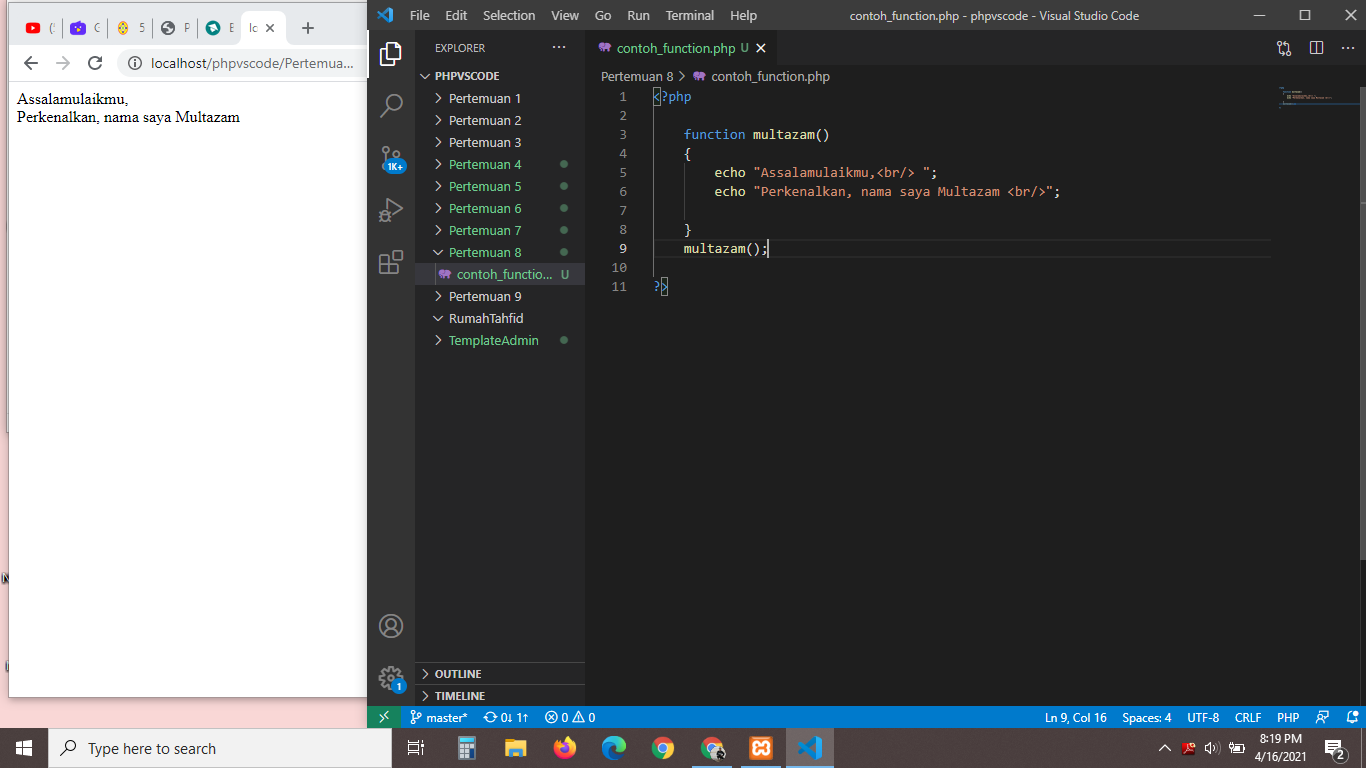 File Edit Selection View Go Run Terminal Help contoh_function.php - phpvscode - Visual Studio Code
localhost/phpvscode/Pertemua...
Assalamulaikmu,
Perkenalkan, nama saya Multazam
EXPLORER
PHPVSCODE
Pertemuan 1
Pertemuan 2
Pertemuan 3
Pertemuan 4
Pertemuan 5
Pertemuan 6
Pertemuan 7
Pertemuan 8
contoh_functio... U
Pertemuan 9
RumahTahfid
TemplateAdmin
OUTLINE
TIMELINE
1K+
1
contoh_function.php U
Pertemuan 8 > contoh_function.php
1 <?php
2
3 function multazam()
4 {
5 echo "Assalamulaikmu,<br/> ";
6 echo "Perkenalkan, nama saya Multazam <br/>";
7
8 }
9 multazam();
10
11 ?>
master* 0↓ 1↑ 0 0 Ln 9, Col 16 Spaces: 4 UTF-8 CRLF PHP
Type here to search
8:19 PM
4/16/2021
2